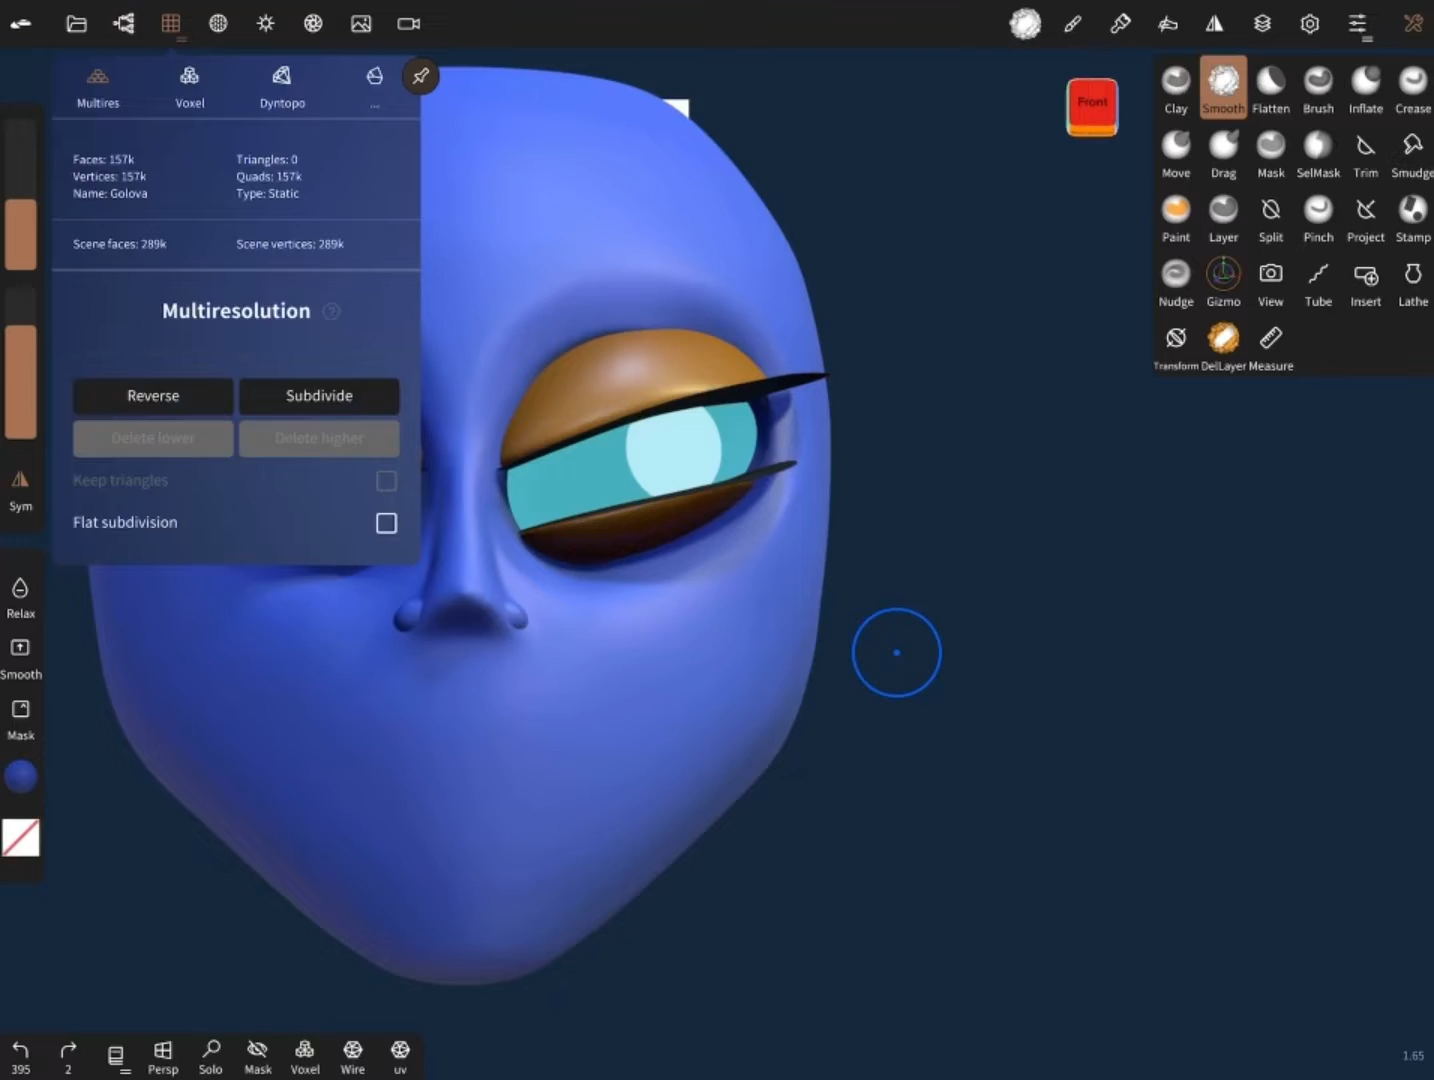 Multires Voxel Dyntopo ...
Faces: 157k Triangles: 0
Vertices: 157k Quads: 157k
Name: Golova Type: Static
Scene faces: 289k Scene vertices: 289k
Multiresolution ?
Reverse Subdivide
Delete lower Delete higher
Keep triangles
Flat subdivision
Sym
Relax
Smooth
Mask
Front
Clay Smooth Flatten Brush Inflate Crease
Move Drag Mask SelMask Trim Smudge
Paint Layer Split Pinch Project Stamp
Nudge Gizmo View Tube Insert Lathe
Transform DelLayer Measure
395 2 Persp Solo Mask Voxel Wire uv
1.65